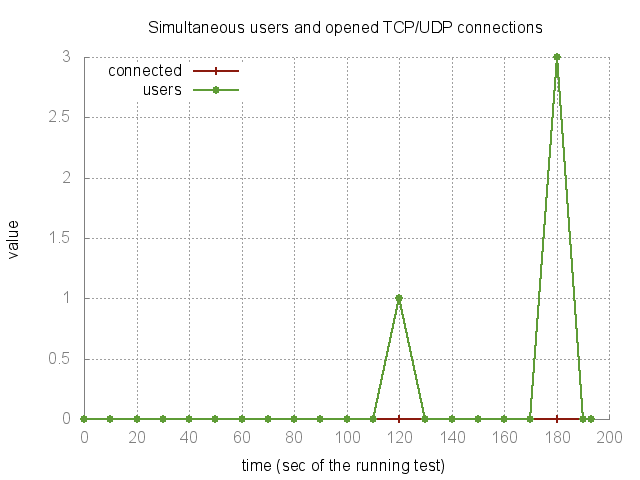 Simultaneous users and opened TCP/UDP connections
connected
users
3
2.5
2
1.5
1
0.5
0
value
0 20 40 60 80 100 120 140 160 180 200
time (sec of the running test)